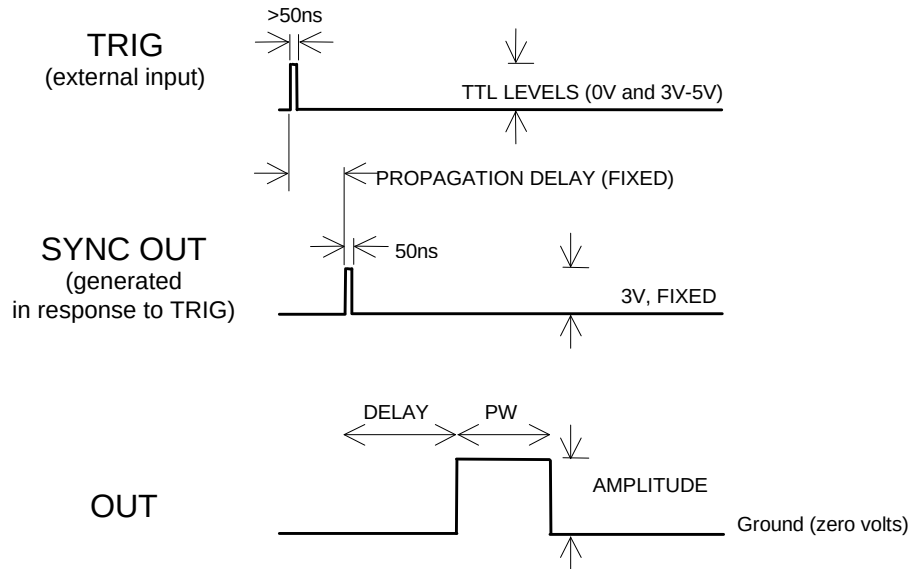 >50ns
TRIG
(external input)
TTL LEVELS (0V and 3V-5V)
PROPAGATION DELAY (FIXED)
SYNC OUT
(generated
in response to TRIG)
50ns
3V, FIXED
DELAY
PW
AMPLITUDE
OUT
Ground (zero volts)